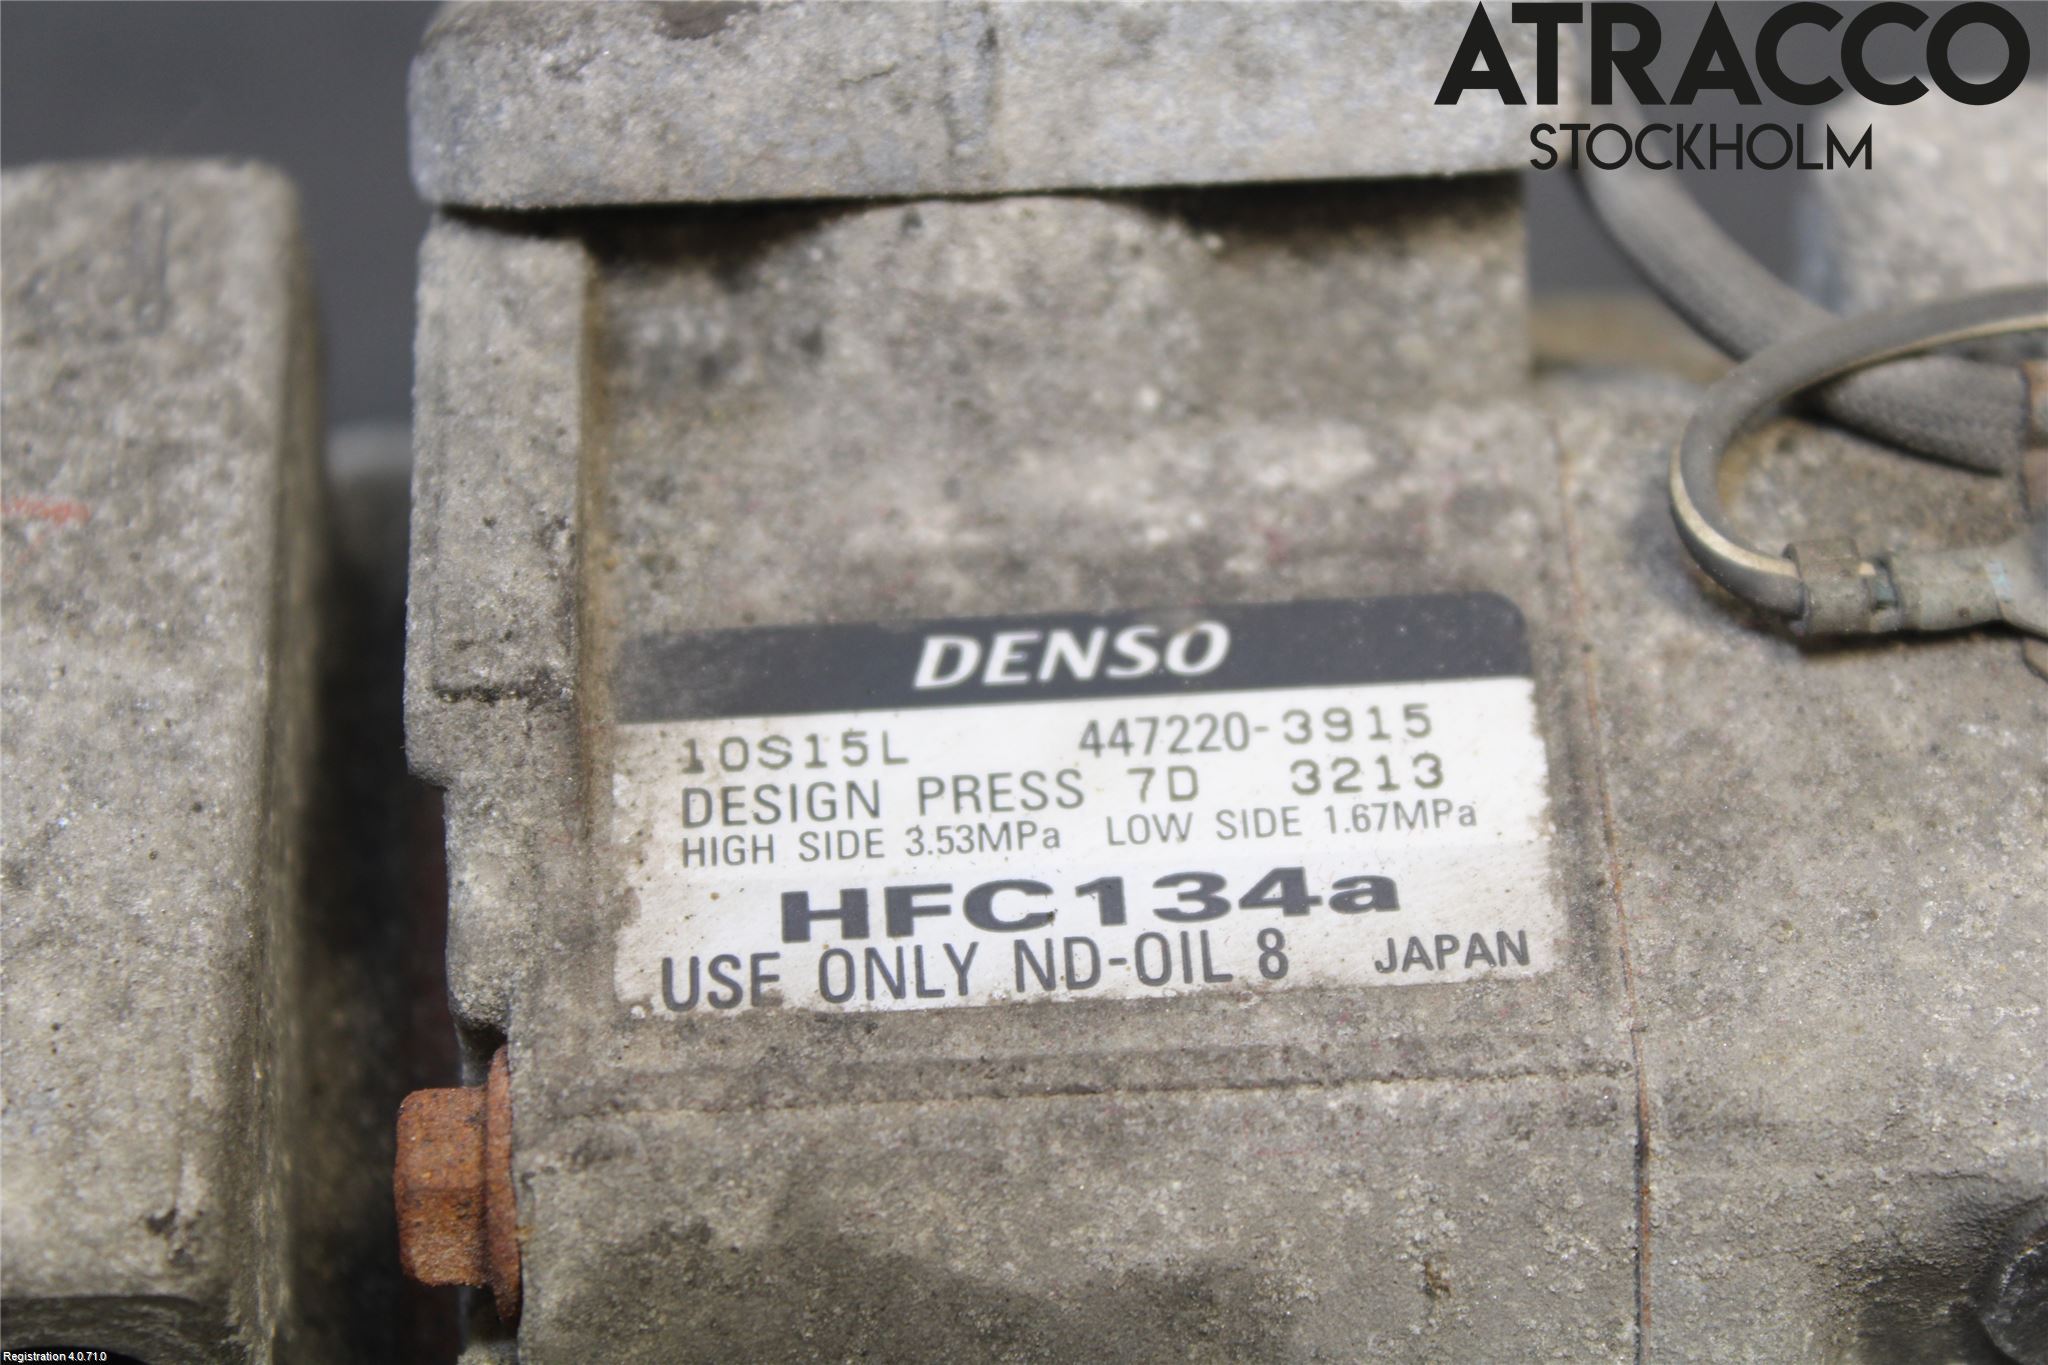 ATRACCO
STOCKHOLM
DENSO
10S15L 447220-3915
DESIGN PRESS 7D 3213
HIGH SIDE 3.53MPa LOW SIDE 1.67MPa
HFC134a
USE ONLY ND-OIL 8 JAPAN
Registration 4.0.71.0